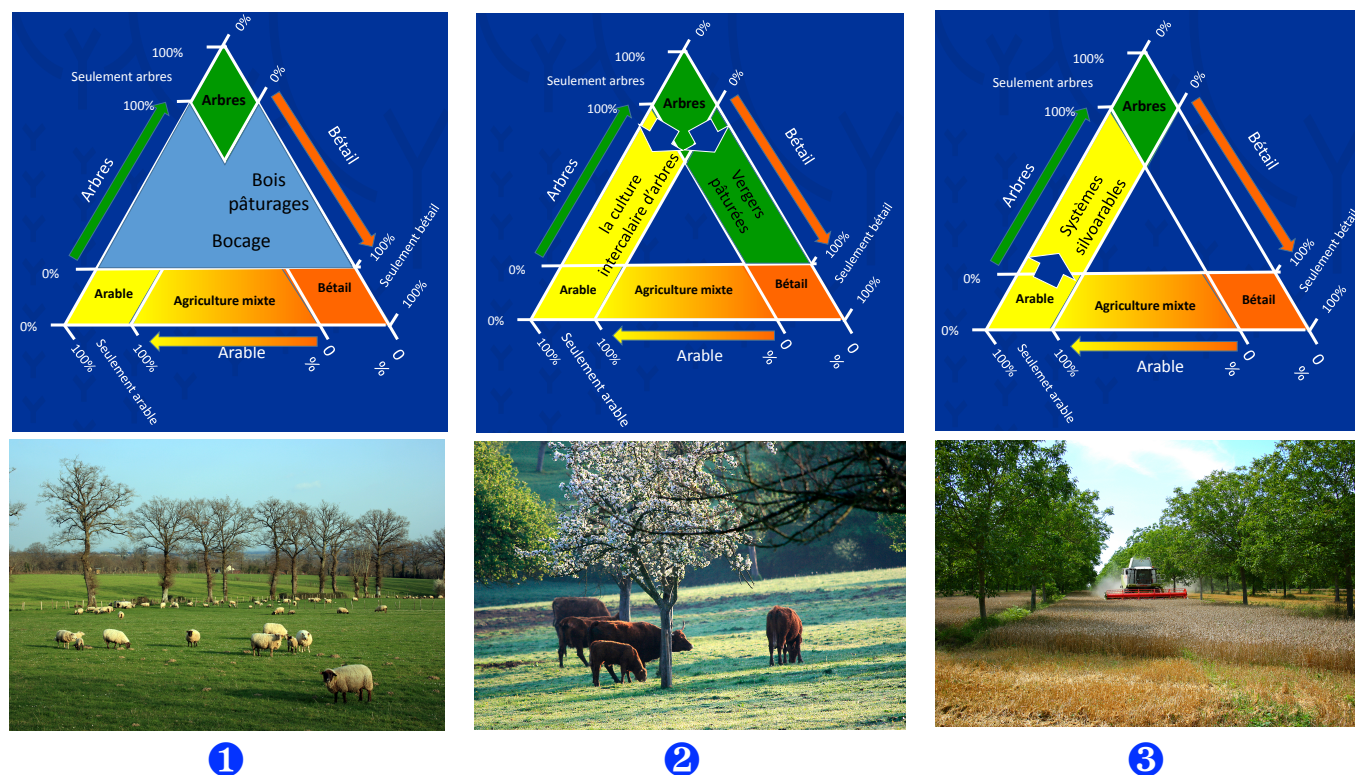 0%
100%
Seulement arbres
0%
100%
Arbres
Arbres
Bétail
Bois
pâturages
Bocage
100%
Seulement bétail
0%
Arable
Agriculture mixte
Bétail
100%
0%
100%
Seulement arable
100%
Arable
0
%
0
%
0%
100%
Seulement arbres
0%
100%
Arbres
Arbres
Bétail
la culture
intercalaire d'arbres
Vergers
pâturées
100%
Seulement bétail
0%
Arable
Agriculture mixte
Bétail
100%
0%
100%
Seulement arable
100%
Arable
0
%
0
%
0%
100%
Seulement arbres
0%
100%
Arbres
Arbres
Bétail
Systèmes
silvoarables
100%
Seulement bétail
0%
Arable
Agriculture mixte
Bétail
100%
0%
100%
Seulemet arable
100%
Arable
0
%
0
%
1
2
3